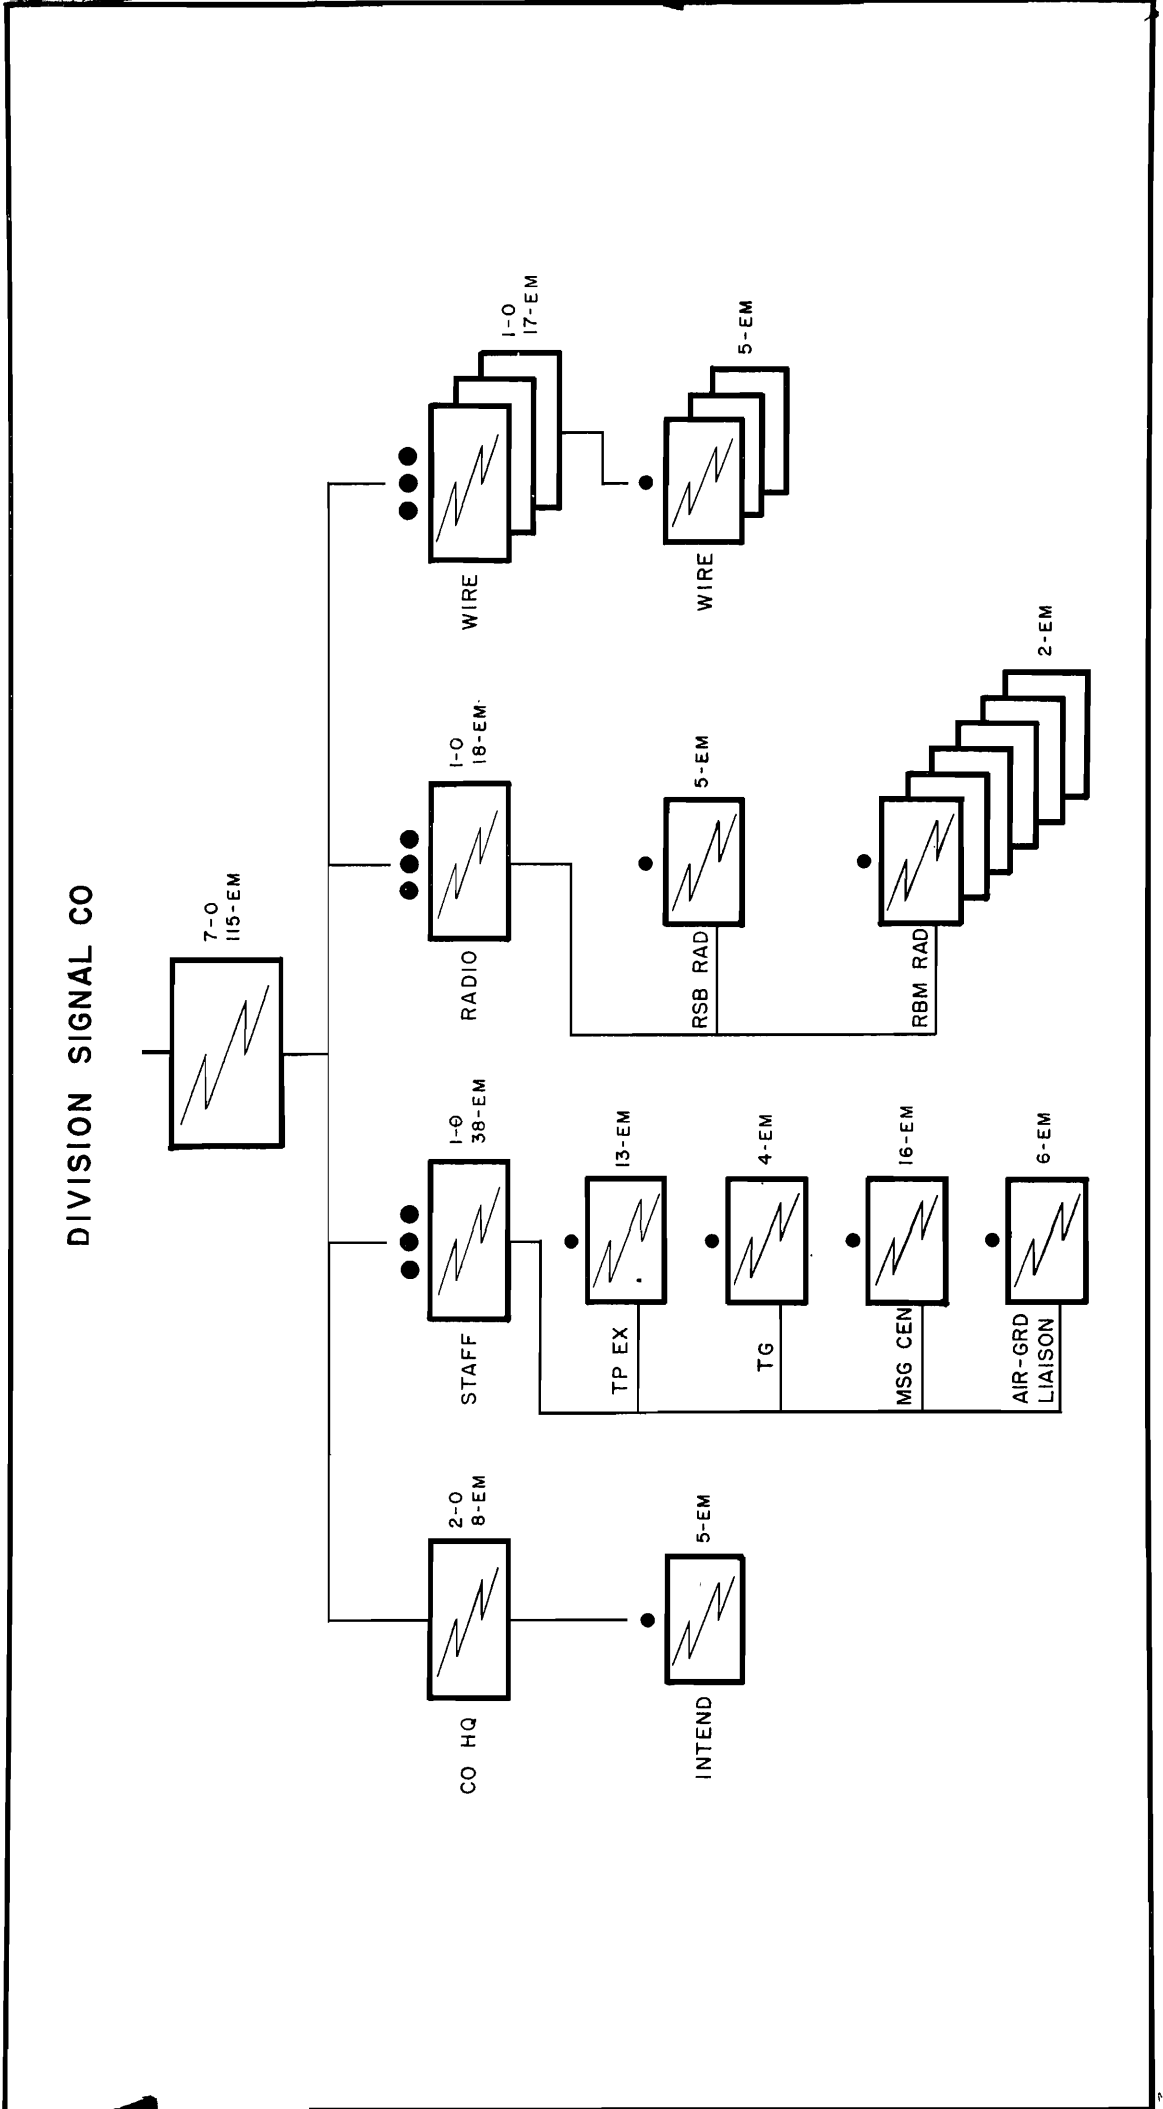 DIVISION SIGNAL CO
7-O
115-EM
CO HQ
2-O
8-EM
STAFF
1-O
38-EM
RADIO
1-O
18-EM
WIRE
1-O
17-EM
INTEND
5-EM
TP EX
13-EM
TG
4-EM
MSG CEN
16-EM
AIR-GRD
LIAISON
6-EM
RSB RAD
5-EM
RBM RAD
2-EM
WIRE
5-EM